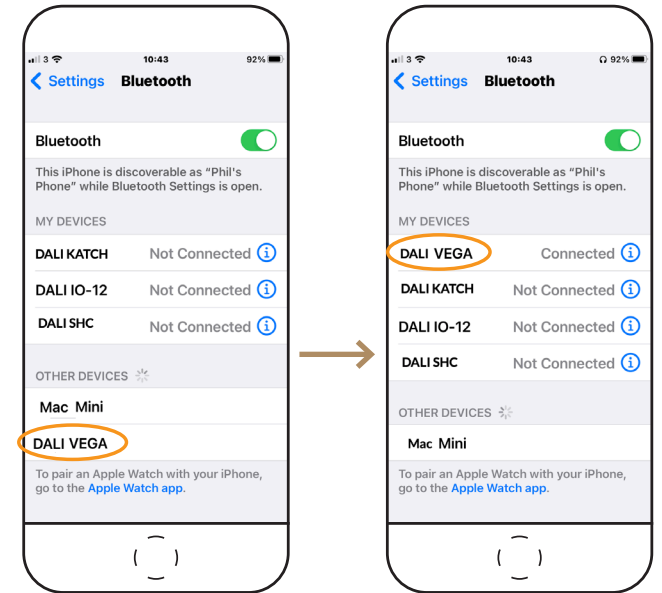 3 10:43 92%
Settings Bluetooth
Bluetooth
This iPhone is discoverable as “Phil's
Phone” while Bluetooth Settings is open.
MY DEVICES
DALI KATCH Not Connected
DALI IO-12 Not Connected
DALI SHC Not Connected
OTHER DEVICES
Mac Mini
DALI VEGA
To pair an Apple Watch with your iPhone,
go to the Apple Watch app.
3 10:43 92%
Settings Bluetooth
Bluetooth
This iPhone is discoverable as “Phil's
Phone” while Bluetooth Settings is open.
MY DEVICES
DALI VEGA Connected
DALI KATCH Not Connected
DALI IO-12 Not Connected
DALI SHC Not Connected
OTHER DEVICES
Mac Mini
To pair an Apple Watch with your iPhone,
go to the Apple Watch app.